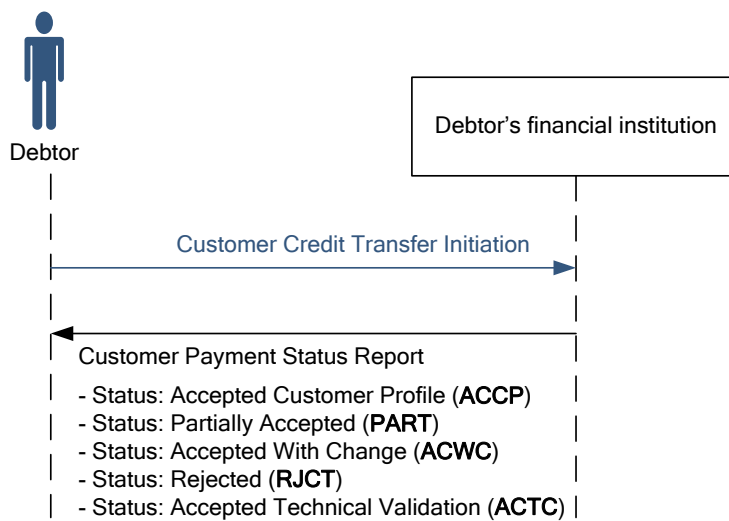 Debtor
Debtor's financial institution
Customer Credit Transfer Initiation
Customer Payment Status Report
- Status: Accepted Customer Profile (ACCP)
- Status: Partially Accepted (PART)
- Status: Accepted With Change (ACWC)
- Status: Rejected (RJCT)
- Status: Accepted Technical Validation (ACTC)